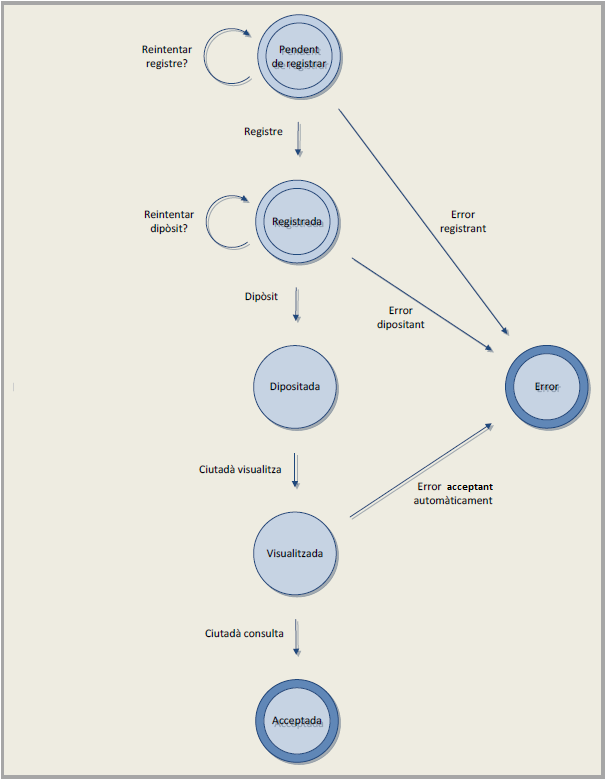 Reintentar
registre?
Pendent
de registrar
Registre
Reintentar
dipòsit?
Registrada
Error
registrant
Dipòsit
Error
dipositant
Dipositada
Error
Ciutadà visualitza
Error acceptant
automàticament
Visualitzada
Ciutadà consulta
Acceptada